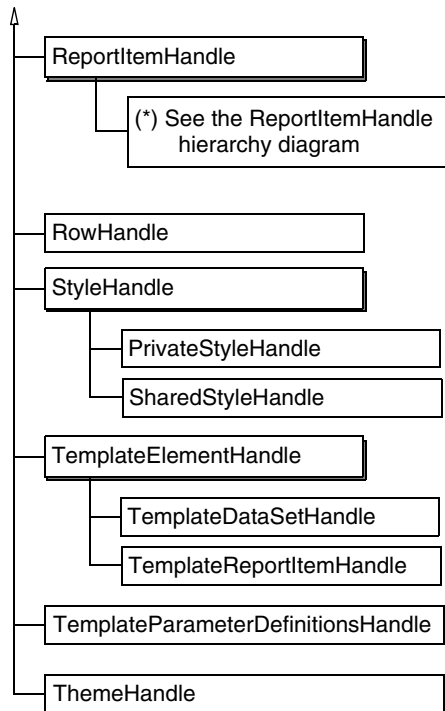 ReportItemHandle
(*) See the ReportItemHandle
hierarchy diagram
RowHandle
StyleHandle
PrivateStyleHandle
SharedStyleHandle
TemplateElementHandle
TemplateDataSetHandle
TemplateReportItemHandle
TemplateParameterDefinitionsHandle
ThemeHandle